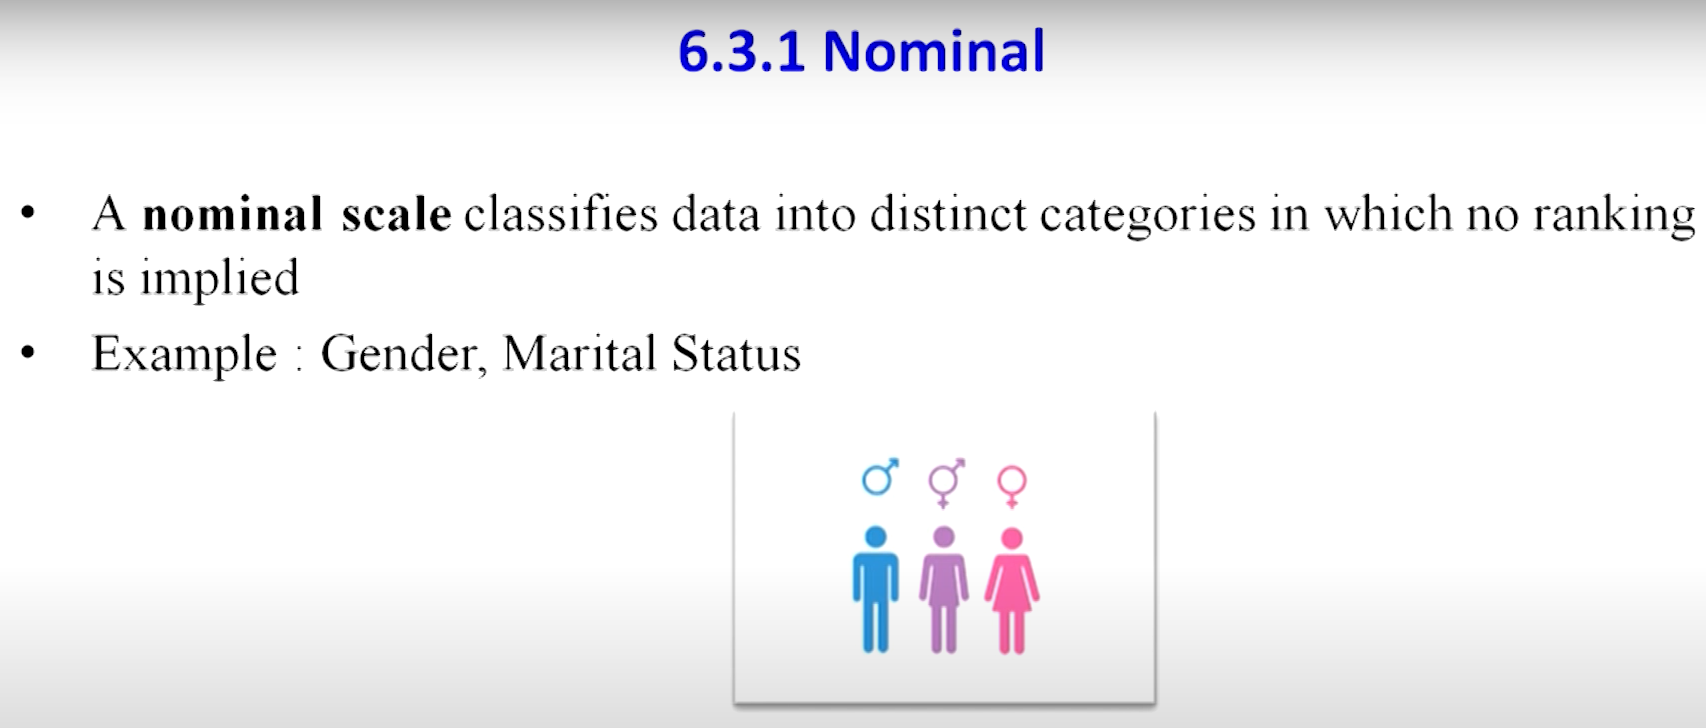 6.3.1 Nominal
• A nominal scale classifies data into distinct categories in which no ranking
is implied
• Example : Gender, Marital Status